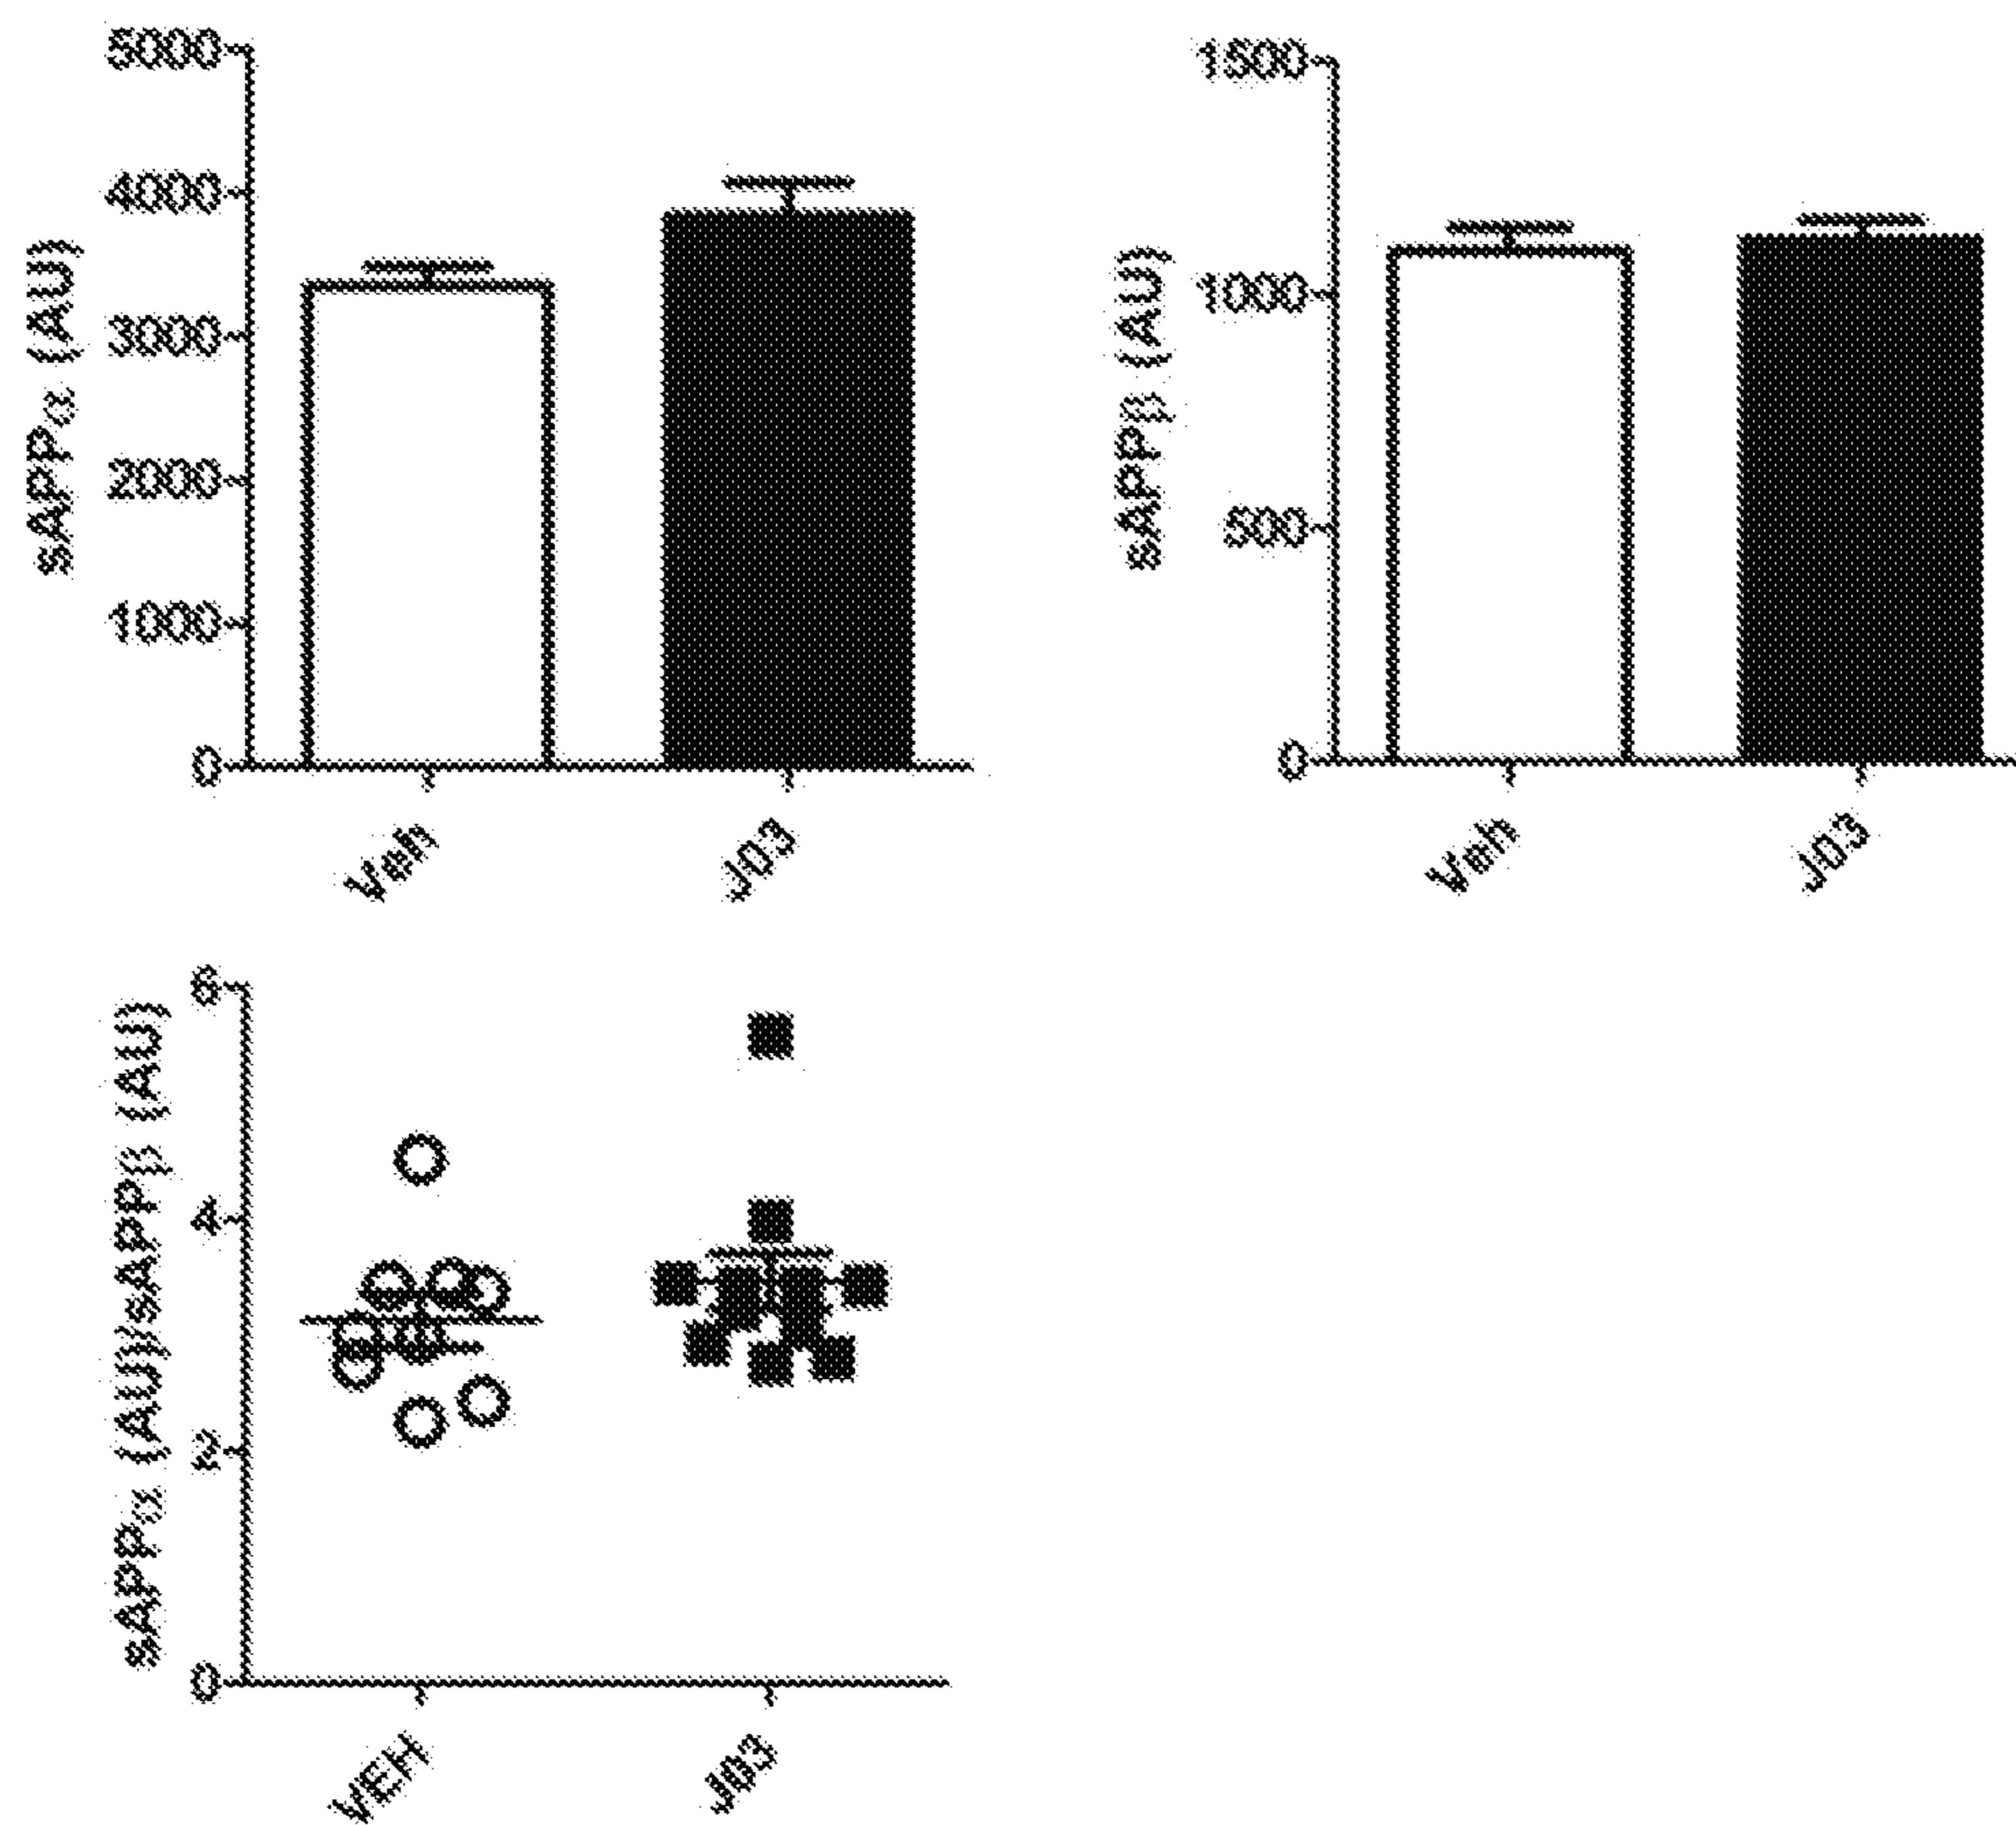 sAPPα (AU)
5000
4000
3000
2000
1000
0
Veh
J03
sAPPβ (AU)
1500
1000
500
0
Veh
J03
sAPPα (AU)/sAPPβ (AU)
6
4
2
0
VEH
J03